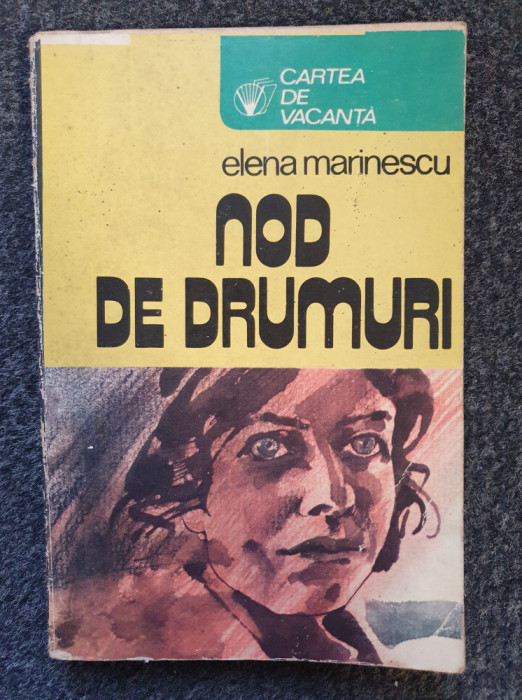 CARTEA
DE
VACANȚĂ
elena marinescu
NOD
DE DRUMURI